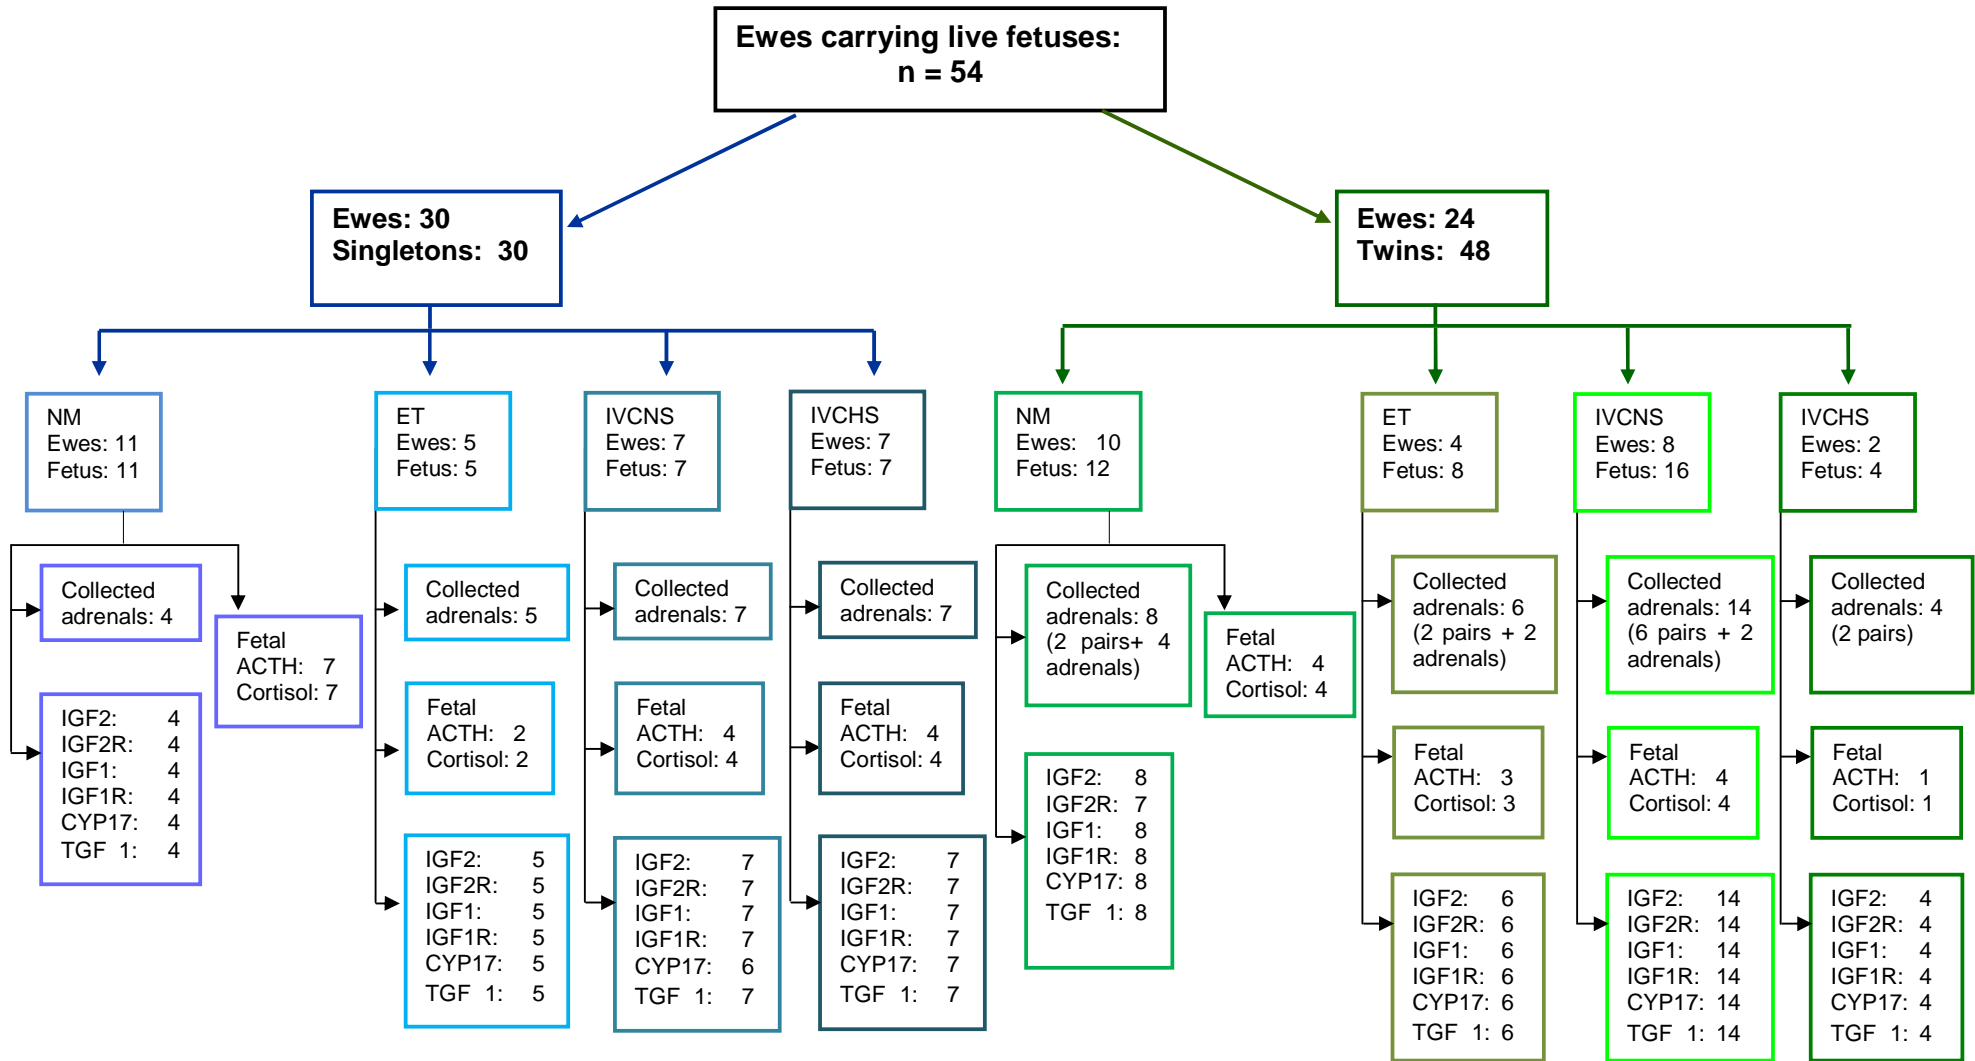 Ewes carrying live fetuses:
n = 54
Ewes: 30
Singletons: 30
Ewes: 24
Twins: 48
NM
Ewes: 11
Fetus: 11
ET
Ewes: 5
Fetus: 5
IVCNS
Ewes: 7
Fetus: 7
IVCHS
Ewes: 7
Fetus: 7
NM
Ewes: 10
Fetus: 12
ET
Ewes: 4
Fetus: 8
IVCNS
Ewes: 8
Fetus: 16
IVCHS
Ewes: 2
Fetus: 4
Collected
adrenals: 4
Fetal
ACTH: 7
Cortisol: 7
Collected
adrenals: 5
Collected
adrenals: 7
Collected
adrenals: 7
Collected
adrenals: 8
(2 pairs+ 4
adrenals)
Fetal
ACTH: 4
Cortisol: 4
Collected
adrenals: 6
(2 pairs + 2
adrenals)
Collected
adrenals: 14
(6 pairs + 2
adrenals)
Collected
adrenals: 4
(2 pairs)
IGF2: 4
IGF2R: 4
IGF1: 4
IGF1R: 4
CYP17: 4
TGF 1: 4
Fetal
ACTH: 2
Cortisol: 2
Fetal
ACTH: 4
Cortisol: 4
Fetal
ACTH: 4
Cortisol: 4
IGF2: 8
IGF2R: 7
IGF1: 8
IGF1R: 8
CYP17: 8
TGF 1: 8
Fetal
ACTH: 3
Cortisol: 3
Fetal
ACTH: 4
Cortisol: 4
Fetal
ACTH: 1
Cortisol: 1
IGF2: 5
IGF2R: 5
IGF1: 5
IGF1R: 5
CYP17: 5
TGF 1: 5
IGF2: 7
IGF2R: 7
IGF1: 7
IGF1R: 7
CYP17: 6
TGF 1: 7
IGF2: 7
IGF2R: 7
IGF1: 7
IGF1R: 7
CYP17: 7
TGF 1: 7
IGF2: 6
IGF2R: 6
IGF1: 6
IGF1R: 6
CYP17: 6
TGF 1: 6
IGF2: 14
IGF2R: 14
IGF1: 14
IGF1R: 14
CYP17: 14
TGF 1: 14
IGF2: 4
IGF2R: 4
IGF1: 4
IGF1R: 4
CYP17: 4
TGF 1: 4